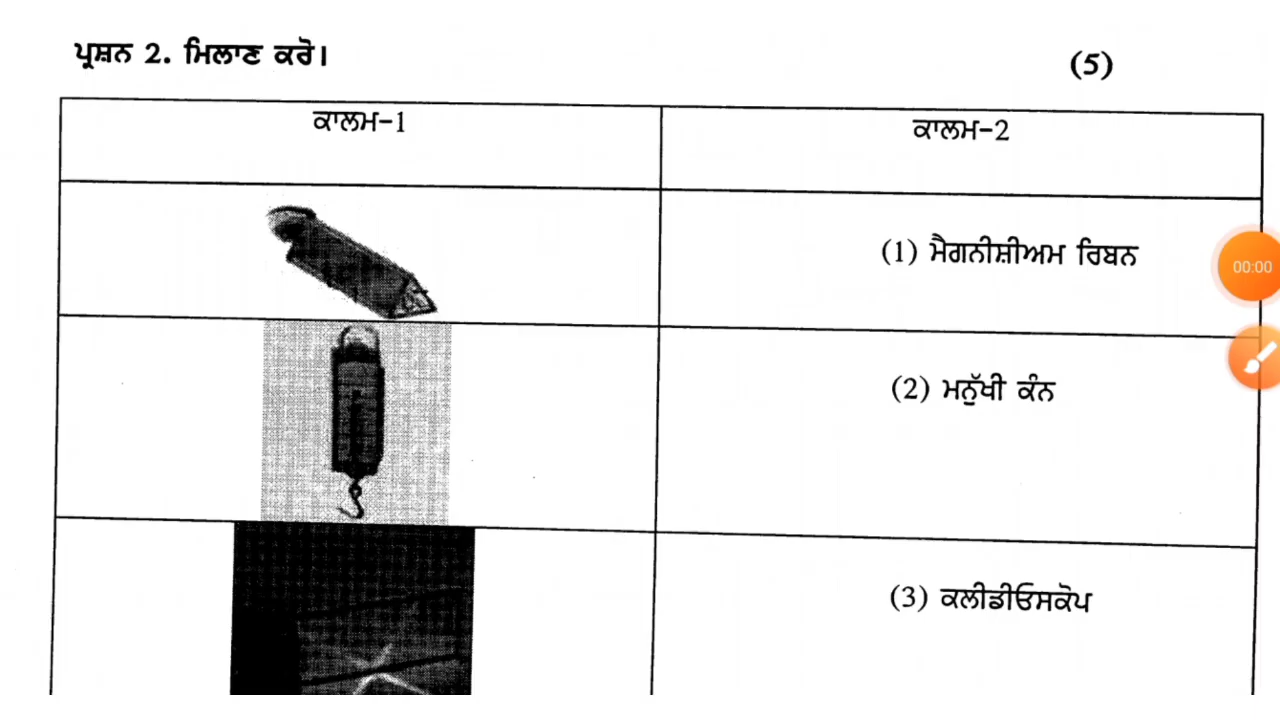 ਪ੍ਰਸ਼ਨ 2. ਮਿਲਾਣ ਕਰੋ।
(5)
ਕਾਲਮ-1
ਕਾਲਮ-2
(1) ਮੈਗਨੀਸ਼ੀਅਮ ਰਿਬਨ
00:00
(2) ਮਨੁੱਖੀ ਕੰਨ
(3) ਕਲੀਡੀਓਸਕੋਪ